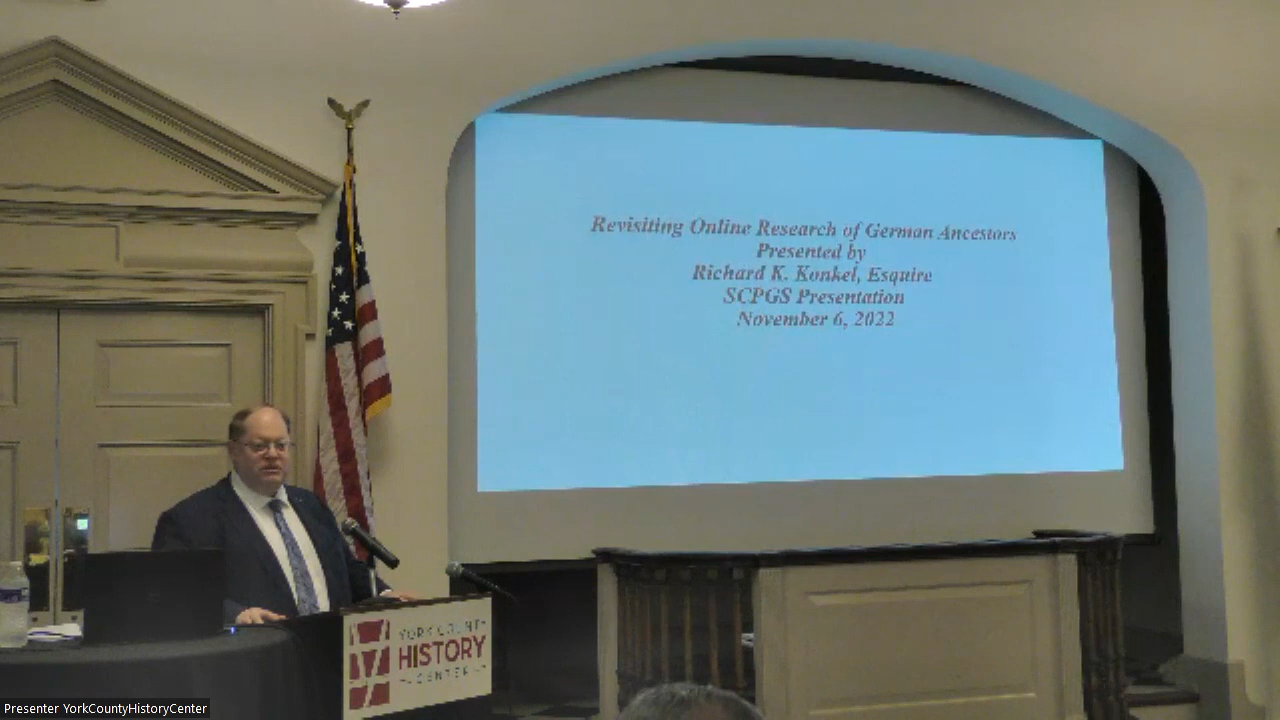 Revisiting Online Research of German Ancestors
Presented by
Richard K. Konkel, Esquire
SCPGS Presentation
November 6, 2022
YORK COUNTY
HISTORY
CENTER
Presenter YorkCountyHistoryCenter